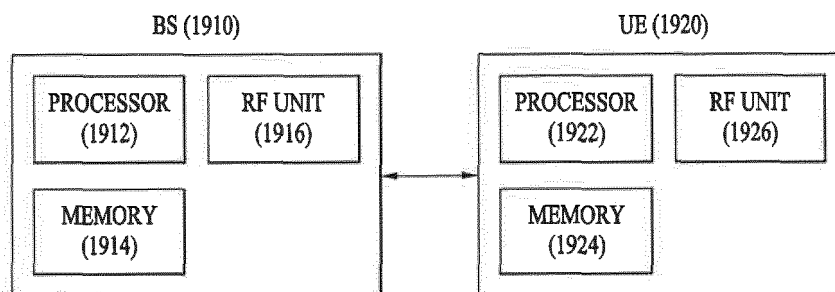 BS (1910)
UE (1920)
PROCESSOR
(1912)
RF UNIT
(1916)
MEMORY
(1914)
PROCESSOR
(1922)
RF UNIT
(1926)
MEMORY
(1924)